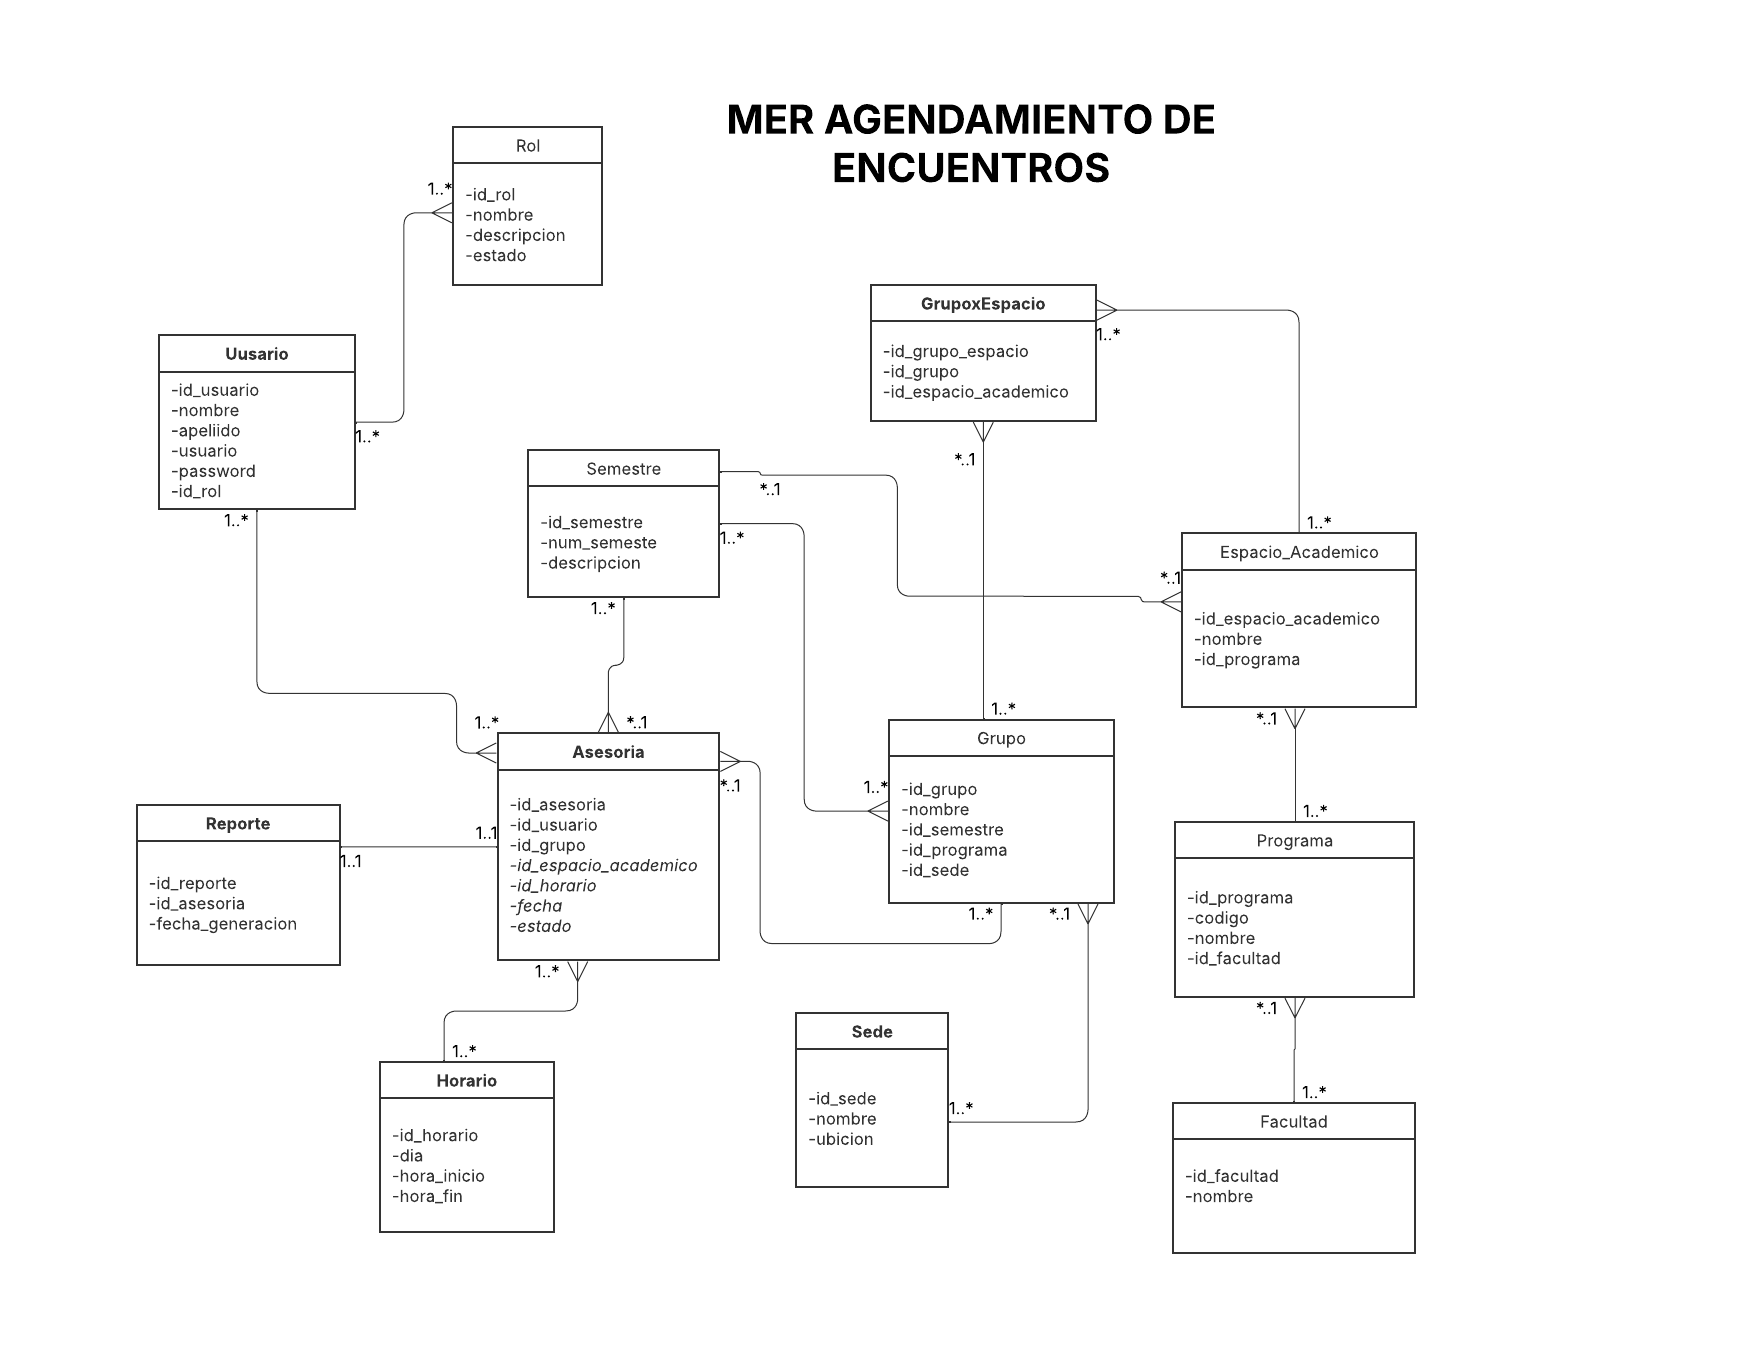 MER AGENDAMIENTO DE
ENCUENTROS
Rol
1..*
-id_rol
-nombre
-descripcion
-estado
GrupoxEspacio
1..*
-id_grupo_espacio
-id_grupo
-id_espacio_academico
*..1
Uusario
-id_usuario
-nombre
-apeliido
-usuario
-password
-id_rol
1..*
1..*
Semestre
*..1
-id_semestre
-num_semeste
-descripcion
1..*
1..*
1..*
Espacio_Academico
*..1
-id_espacio_academico
-nombre
-id_programa
*..1
1..*
*..1
Asesoria
*..1
-id_asesoria
-id_usuario
-id_grupo
-id_espacio_academico
-id_horario
-fecha
-estado
1..1
1..*
1..*
Grupo
1..*
-id_grupo
-nombre
-id_semestre
-id_programa
-id_sede
1..*
*..1
Reporte
1..1
-id_reporte
-id_asesoria
-fecha_generacion
1..*
Programa
-id_programa
-codigo
-nombre
-id_facultad
*..1
1..*
Horario
-id_horario
-dia
-hora_inicio
-hora_fin
Sede
-id_sede
-nombre
-ubicion
1..*
1..*
Facultad
-id_facultad
-nombre